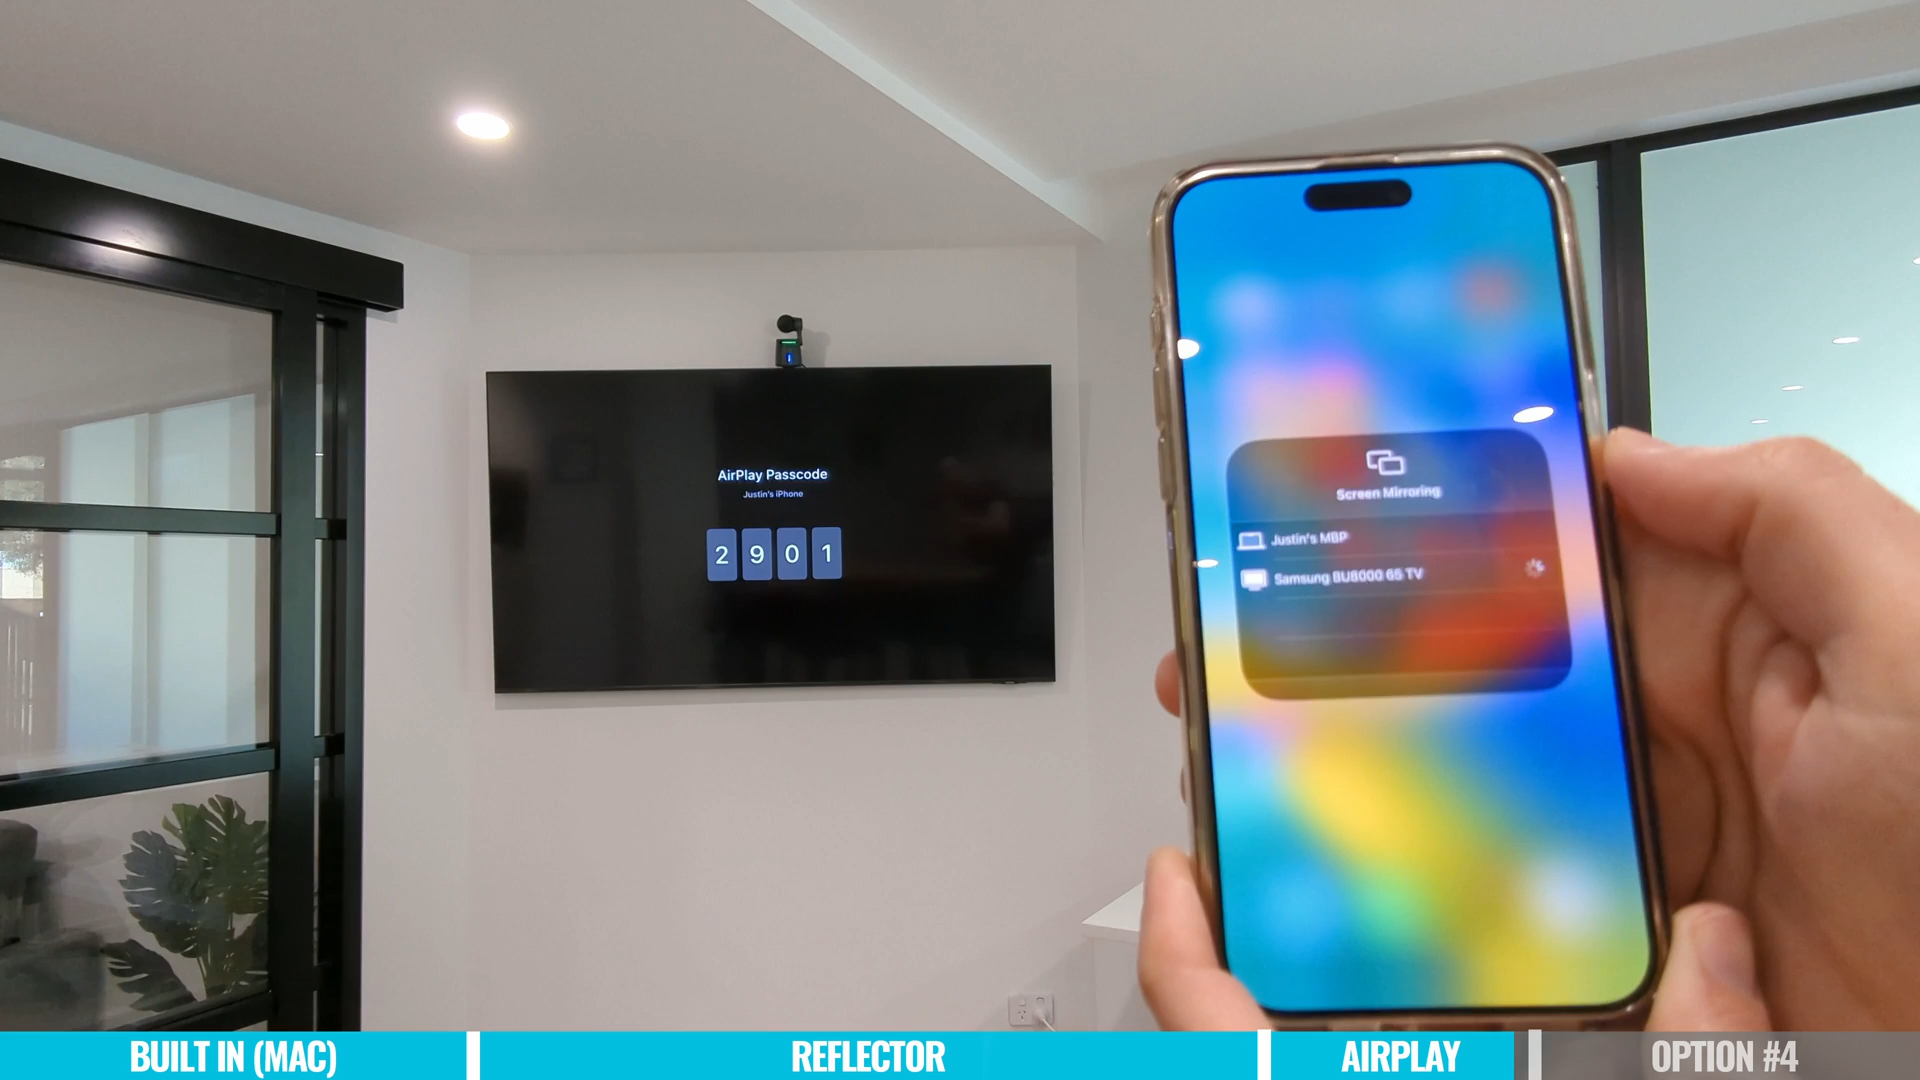 AirPlay Passcode
Justin's iPhone
2 9 0 1
Screen Mirroring
Justin's MBP
Samsung BU8000 65 TV
BUILT IN (MAC)
REFLECTOR
AIRPLAY
OPTION #4